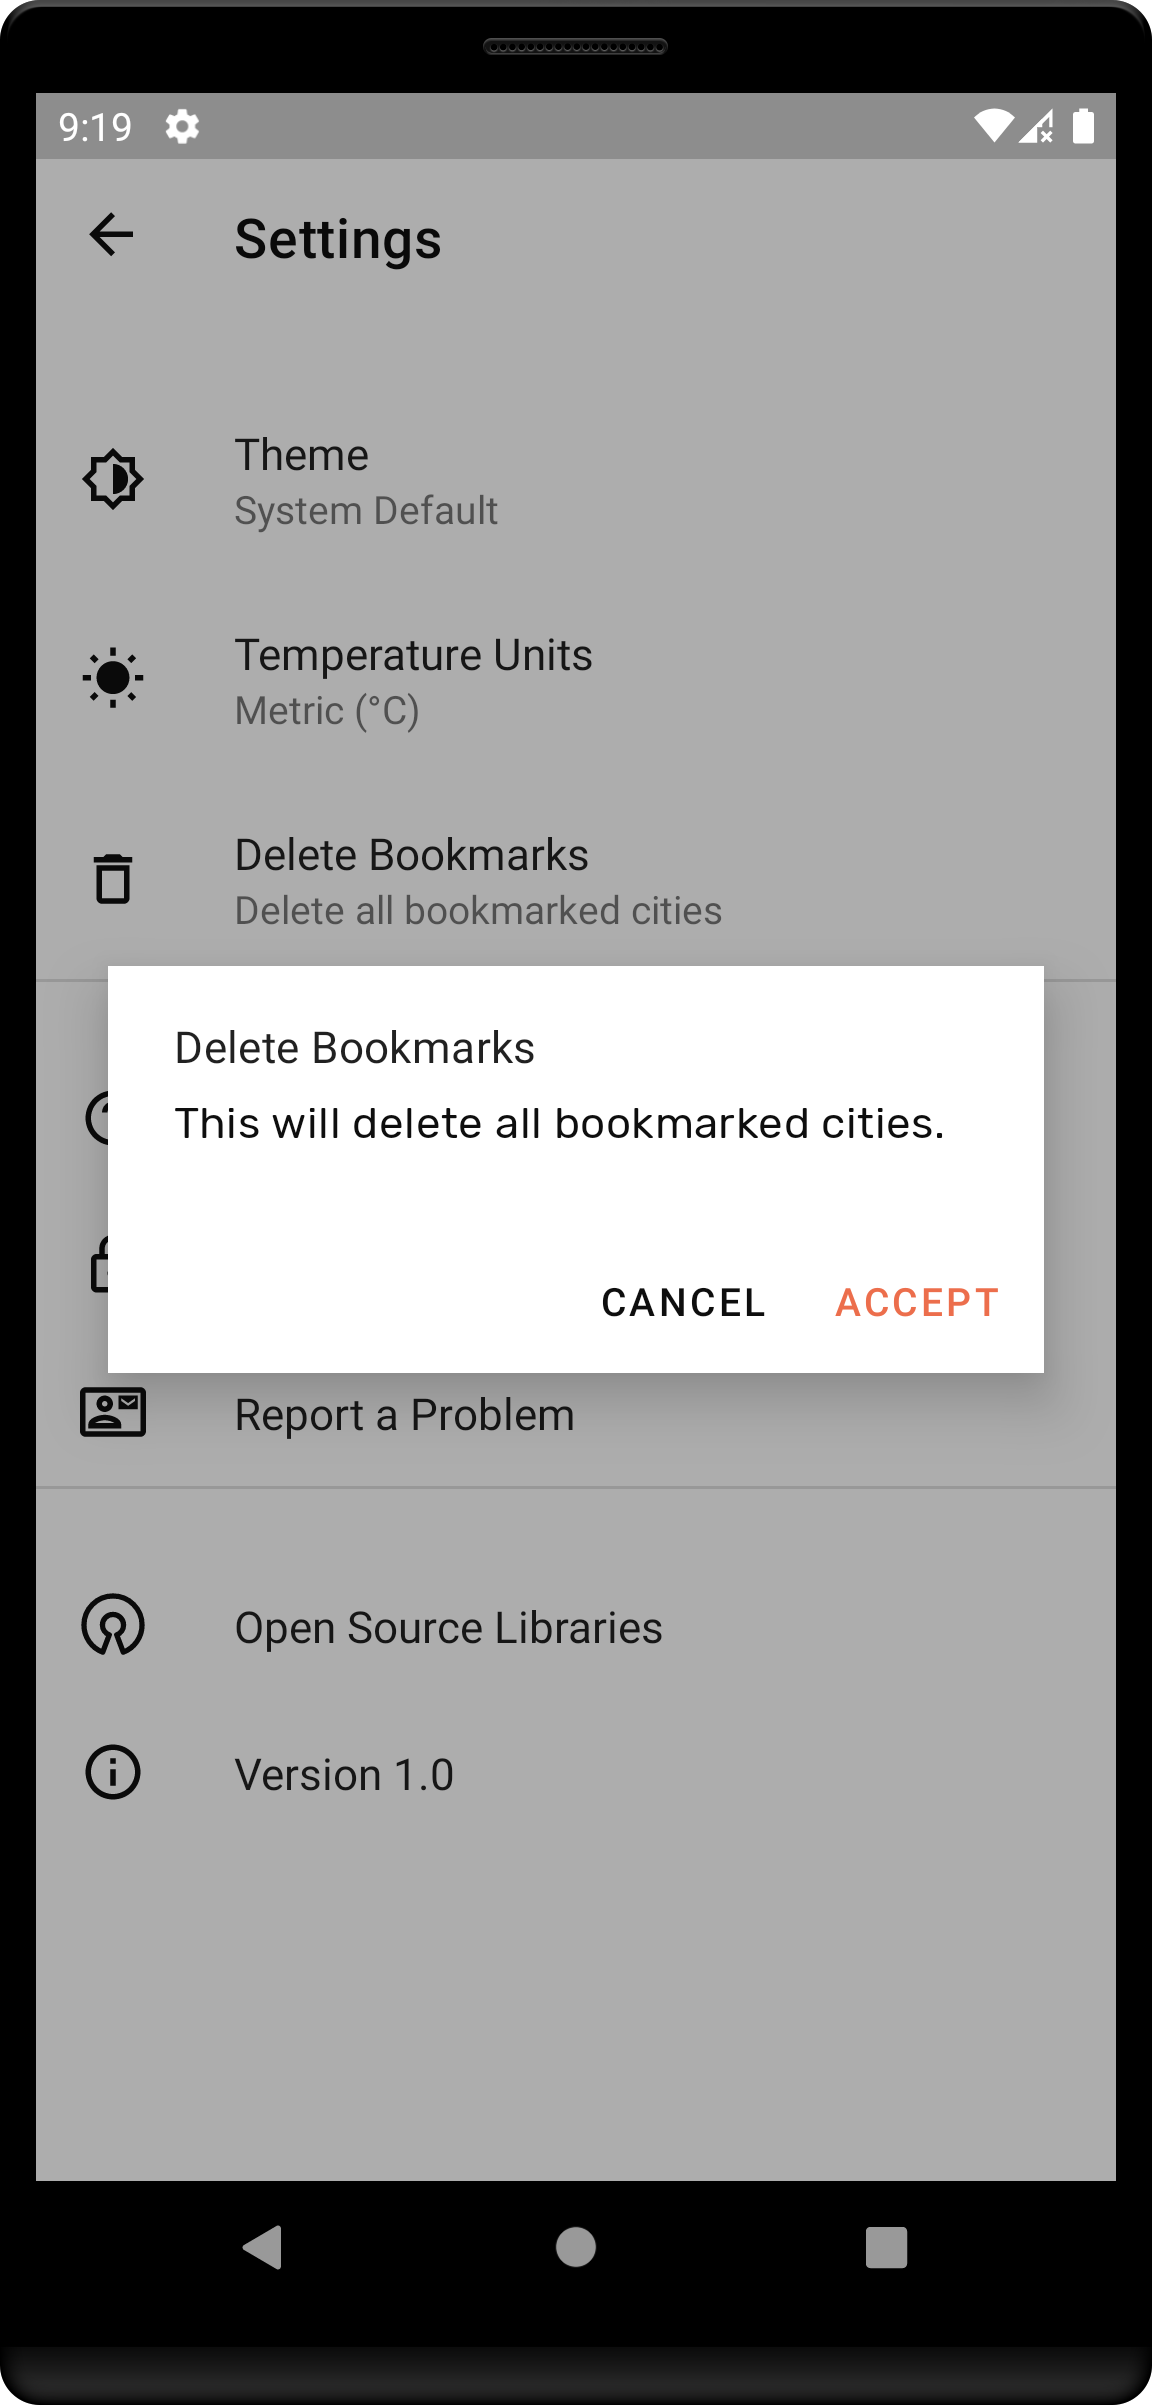 9:19
Settings
Theme
System Default
Temperature Units
Metric (°C)
Delete Bookmarks
Delete all bookmarked cities
Delete Bookmarks
This will delete all bookmarked cities.
CANCEL ACCEPT
Report a Problem
Open Source Libraries
Version 1.0